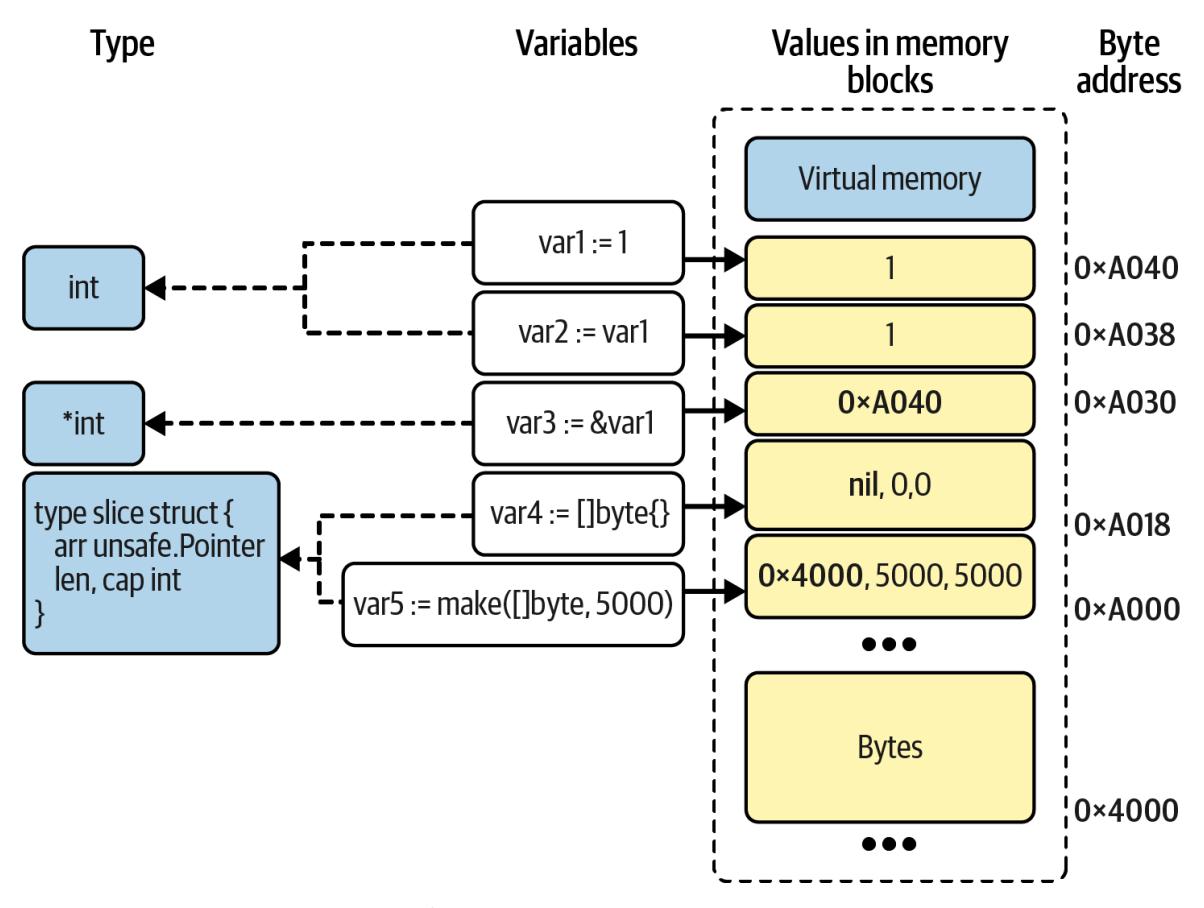 Type
Variables
Values in memory
blocks
Byte
address
Virtual memory
var1 := 1
1
0×A040
int
var2 := var1
1
0×A038
*int
var3 := &var1
0×A040
0×A030
type slice struct {
arr unsafe.Pointer
len, cap int
}
var4 := []byte{}
nil, 0,0
0×A018
var5 := make([]byte, 5000)
0×4000, 5000, 5000
0×A000
Bytes
0×4000